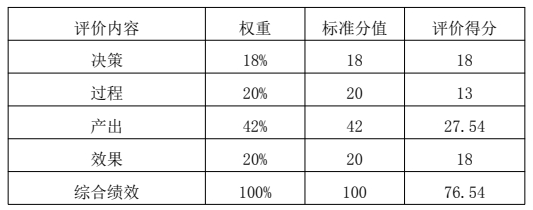 评价内容 权重 标准分值 评价得分
决策 18% 18 18
过程 20% 20 13
产出 42% 42 27.54
效果 20% 20 18
综合绩效 100% 100 76.54